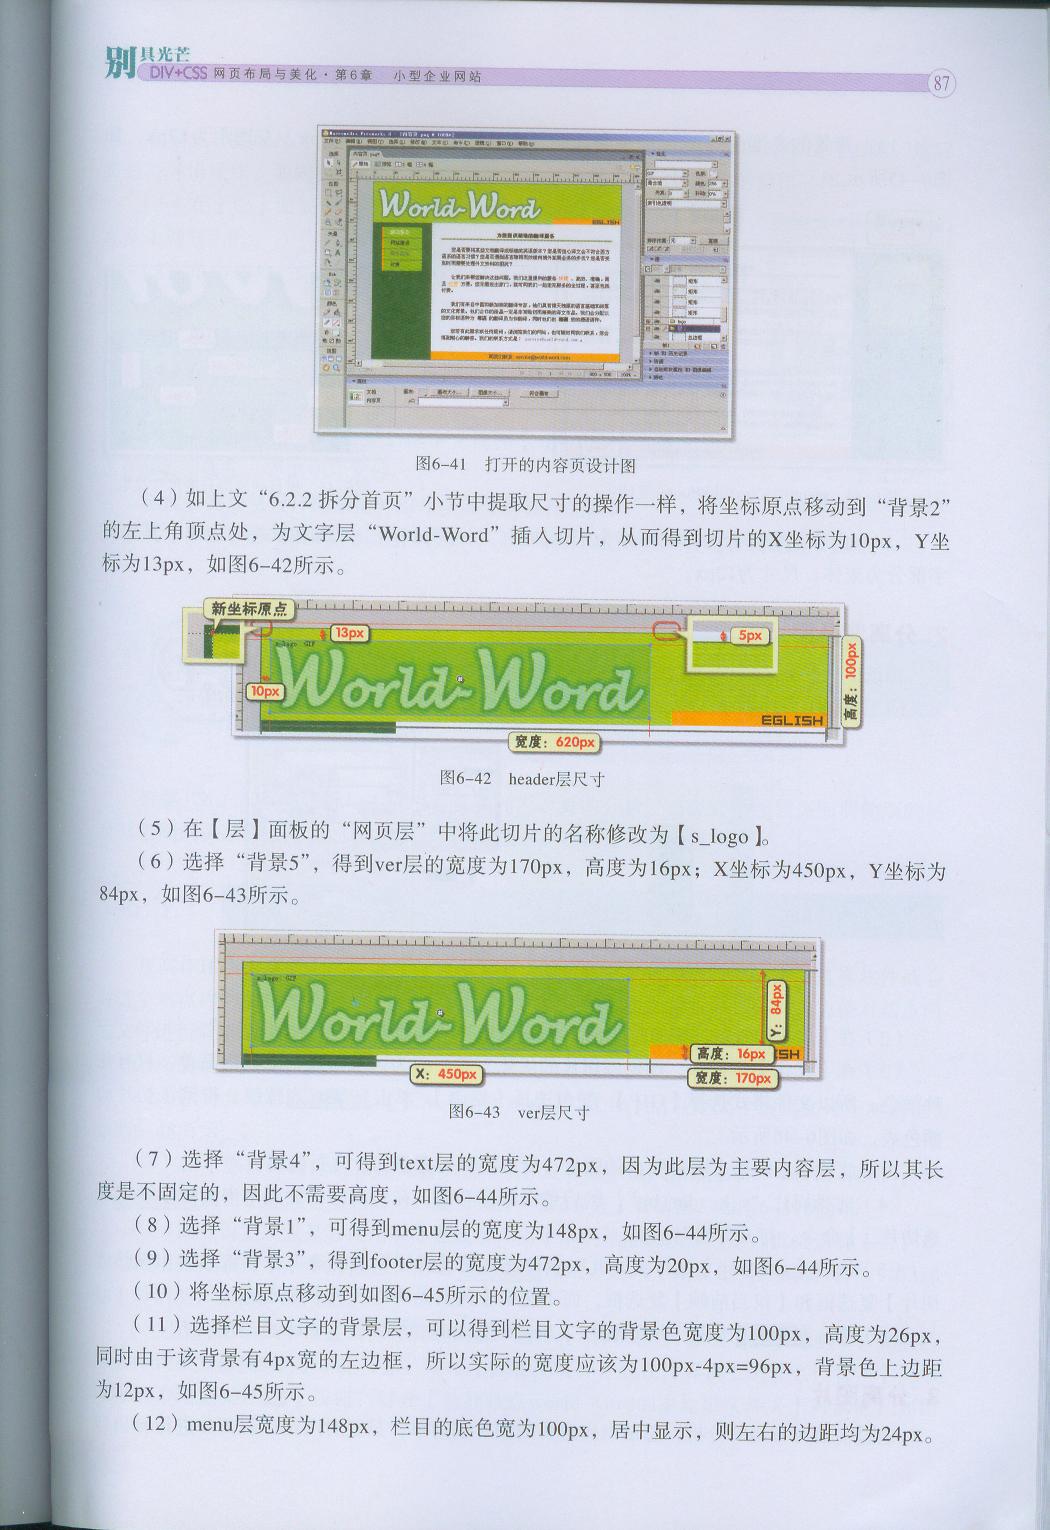 别具光芒
DIV+CSS 网页布局与美化·第6章 小型企业网站
87
World-Word
EGLISH
图6-41 打开的内容页设计图
（4）如上文“6.2.2 拆分首页”小节中提取尺寸的操作一样，将坐标原点移动到“背景2”
的左上角顶点处，为文字层“World-Word”插入切片，从而得到切片的X坐标为10px，Y坐
标为13px，如图6-42所示。
新坐标原点
13px
5px
s_logo GIF
World-Word
10px
高度：100px
EGLISH
宽度：620px
图6-42 header层尺寸
（5）在【层】面板的“网页层”中将此切片的名称修改为【s_logo】。
（6）选择“背景5”，得到ver层的宽度为170px，高度为16px；X坐标为450px，Y坐标为
84px，如图6-43所示。
s_logo GIF
World-Word
Y：84px
高度：16px
SH
X：450px
宽度：170px
图6-43 ver层尺寸
（7）选择“背景4”，可得到text层的宽度为472px，因为此层为主要内容层，所以其长
度是不固定的，因此不需要高度，如图6-44所示。
（8）选择“背景1”，可得到menu层的宽度为148px，如图6-44所示。
（9）选择“背景3”，得到footer层的宽度为472px，高度为20px，如图6-44所示。
（10）将坐标原点移动到如图6-45所示的位置。
（11）选择栏目文字的背景层，可以得到栏目文字的背景色宽度为100px，高度为26px，
同时由于该背景有4px宽的左边框，所以实际的宽度应该为100px-4px=96px，背景色上边距
为12px，如图6-45所示。
（12）menu层宽度为148px，栏目的底色宽为100px，居中显示，则左右的边距均为24px。